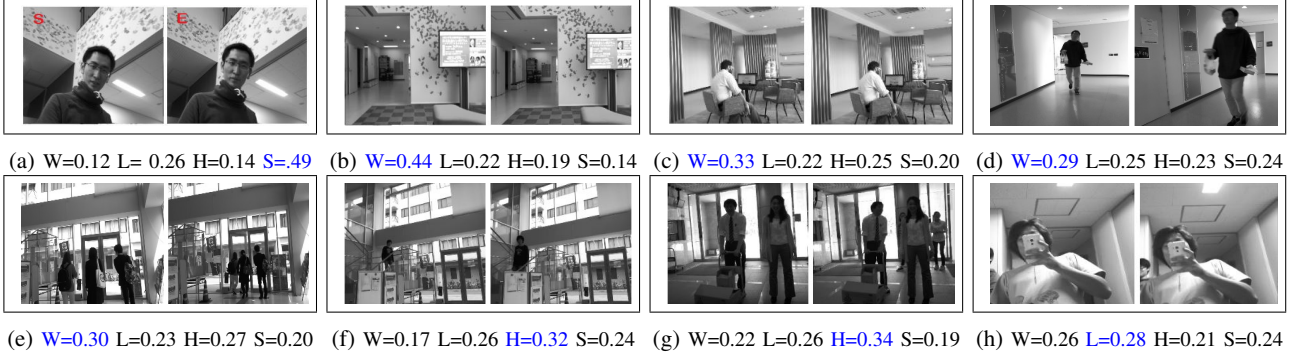 S E
(a) W=0.12 L= 0.26 H=0.14 S=.49 (b) W=0.44 L=0.22 H=0.19 S=0.14 (c) W=0.33 L=0.22 H=0.25 S=0.20 (d) W=0.29 L=0.25 H=0.23 S=0.24
(e) W=0.30 L=0.23 H=0.27 S=0.20 (f) W=0.17 L=0.26 H=0.32 S=0.24 (g) W=0.22 L=0.26 H=0.34 S=0.19 (h) W=0.26 L=0.28 H=0.21 S=0.24